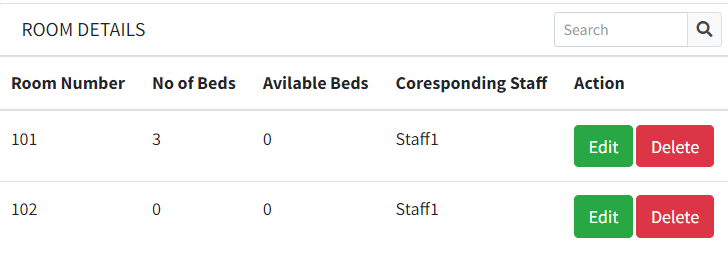 ROOM DETAILS Search
Room Number No of Beds Avilable Beds Coresponding Staff Action
101 3 0 Staff1 Edit Delete
102 0 0 Staff1 Edit Delete